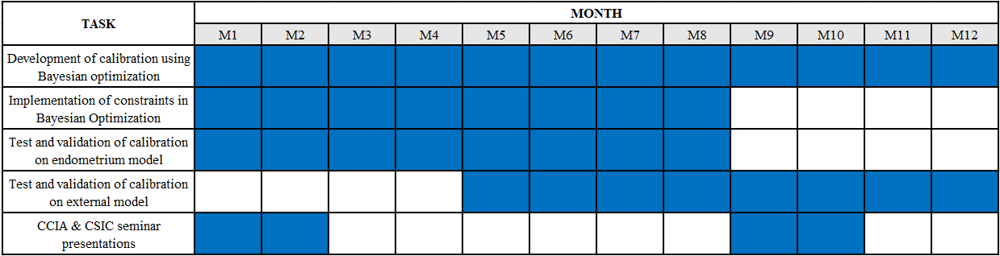 TASK
MONTH
M1 M2 M3 M4 M5 M6 M7 M8 M9 M10 M11 M12
Development of calibration using
Bayesian optimization
Implementation of constraints in
Bayesian Optimization
Test and validation of calibration
on endometrium model
Test and validation of calibration
on external model
CCIA & CSIC seminar
presentations